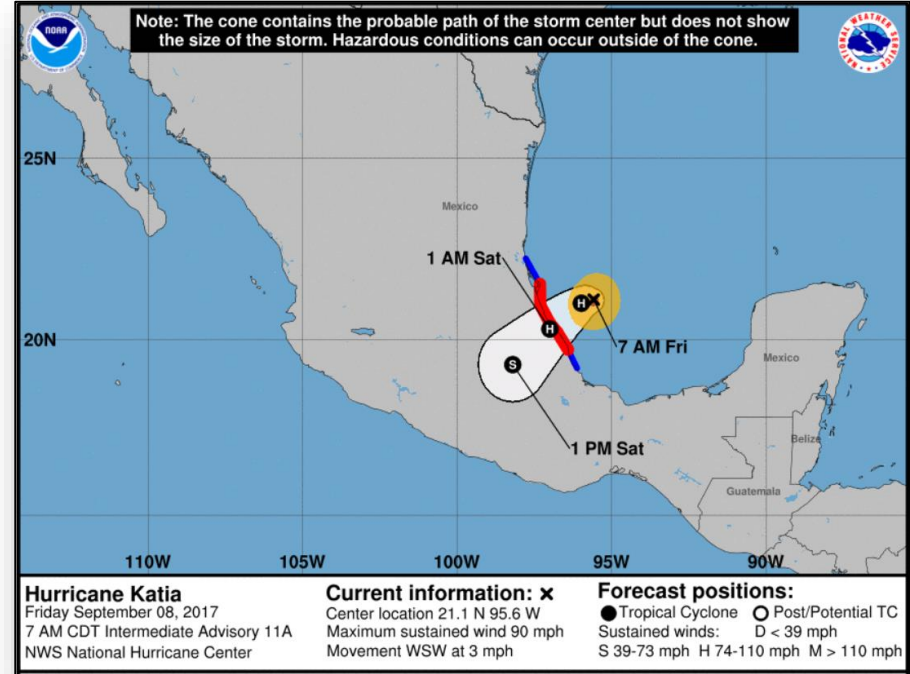 Note: The cone contains the probable path of the storm center but does not show
the size of the storm. Hazardous conditions can occur outside of the cone.
NOAA
NATIONAL WEATHER SERVICE
25N
Mexico
1 AM Sat
H
H
20N
7 AM Fri
Mexico
S
1 PM Sat
Belize
Guatemala
110W 105W 100W 95W 90W
Hurricane Katia
Friday September 08, 2017
7 AM CDT Intermediate Advisory 11A
NWS National Hurricane Center
Current information: ×
Center location 21.1 N 95.6 W
Maximum sustained wind 90 mph
Movement WSW at 3 mph
Forecast positions:
● Tropical Cyclone ○ Post/Potential TC
Sustained winds: D < 39 mph
S 39-73 mph H 74-110 mph M > 110 mph